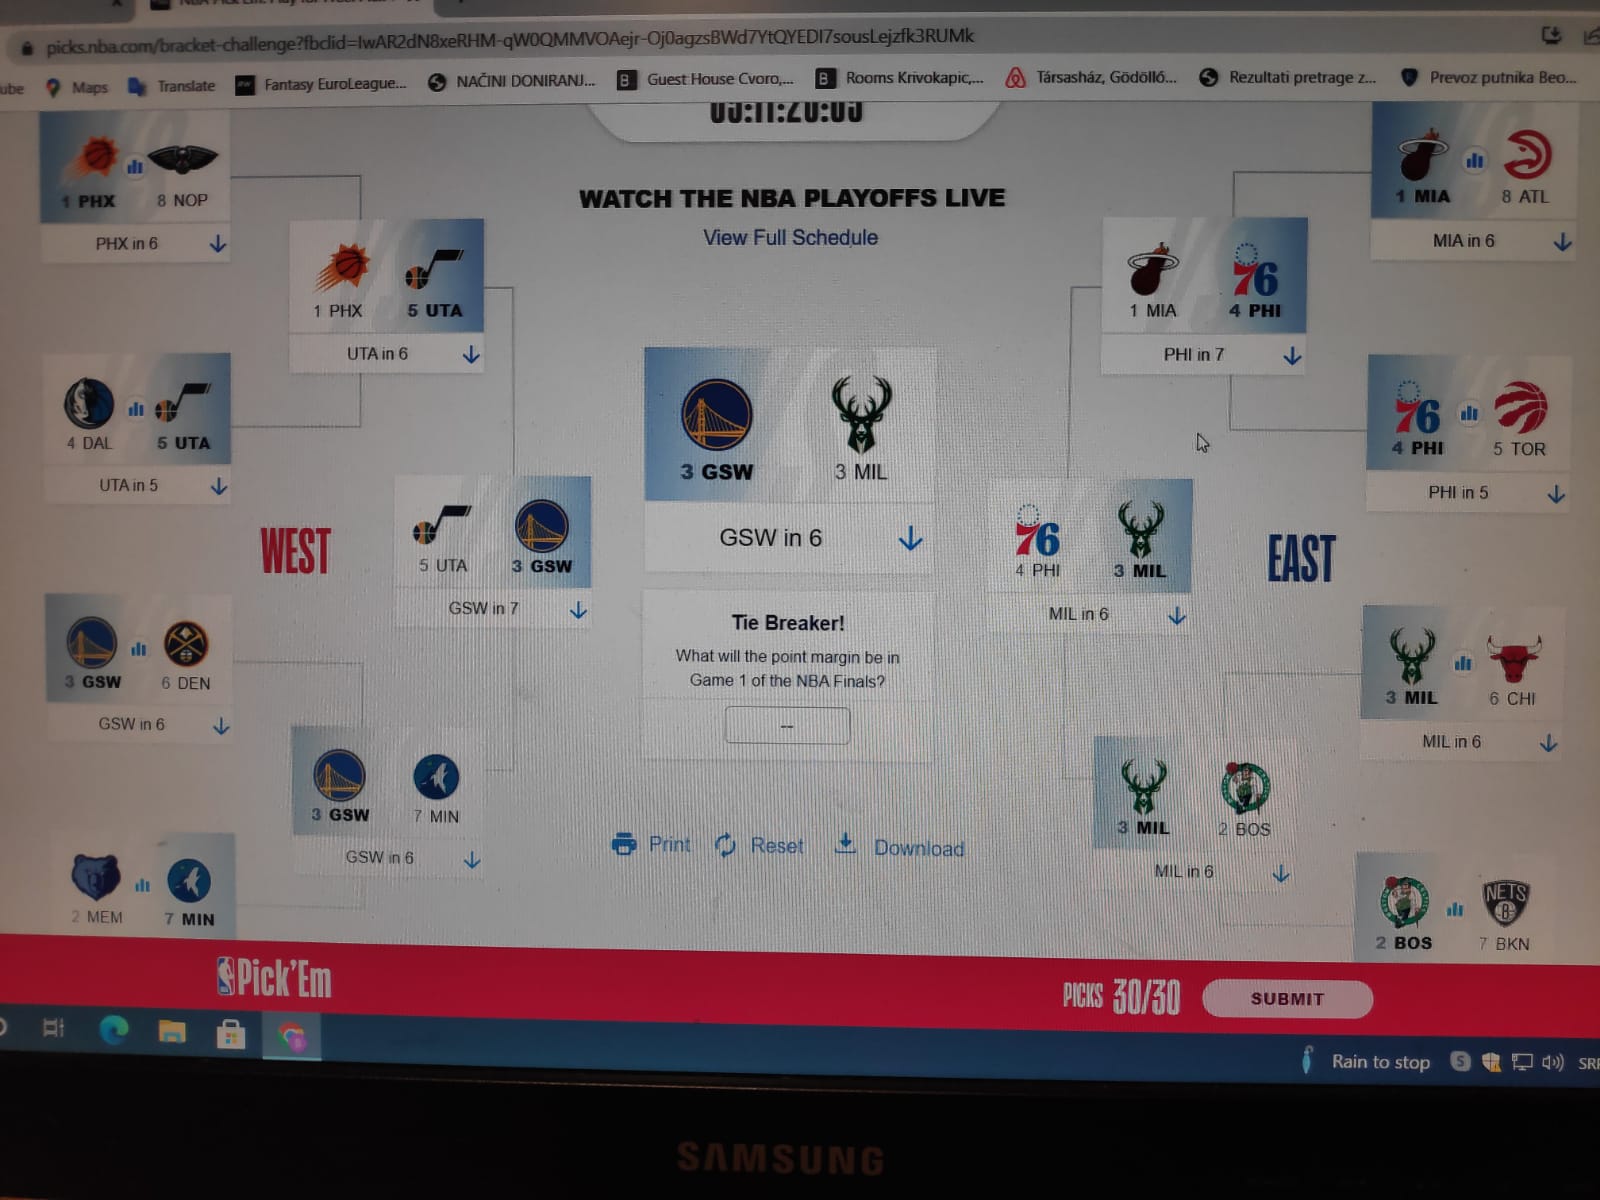 picks.nba.com/bracket-challenge?fbclid=IwAR2dN8xeRHM-qW0QMMVOAejr-Oj0agzsBWd7YtQYEDI7sousLejzfk3RUMk
ube Maps Translate Fantasy EuroLeague... NAČINI DONIRANJ... Guest House Cvoro,... Rooms Krivokapic,... Társasház, Gödöllő... Rezultati pretrage z... Prevoz putnika Beo...
WATCH THE NBA PLAYOFFS LIVE
View Full Schedule
1 PHX 8 NOP
PHX in 6
4 DAL 5 UTA
UTA in 5
1 PHX 5 UTA
UTA in 6
WEST
5 UTA 3 GSW
GSW in 7
3 GSW 6 DEN
GSW in 6
3 GSW 7 MIN
GSW in 6
2 MEM 7 MIN
3 GSW 3 MIL
GSW in 6
Tie Breaker!
What will the point margin be in
Game 1 of the NBA Finals?
--
Print Reset Download
1 MIA 8 ATL
MIA in 6
76
1 MIA 4 PHI
PHI in 7
76
4 PHI 5 TOR
PHI in 5
EAST
76
4 PHI 3 MIL
MIL in 6
3 MIL 6 CHI
MIL in 6
3 MIL 2 BOS
MIL in 6
NETS
B
2 BOS 7 BKN
Pick'Em
PICKS 30/30
SUBMIT
Rain to stop
SAMSUNG